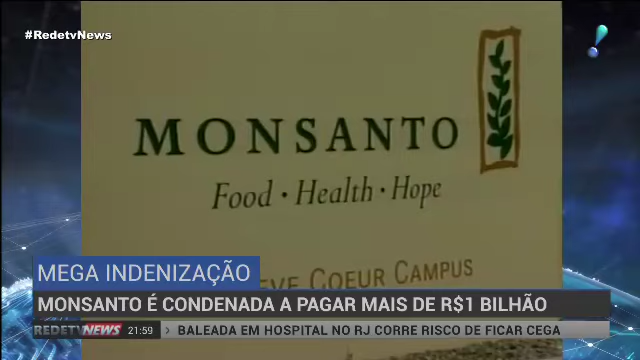 #RedetvNews
MONSANTO
Food · Health · Hope
EVE COEUR CAMPUS
MEGA INDENIZAÇÃO
MONSANTO É CONDENADA A PAGAR MAIS DE R$1 BILHÃO
REDETV NEWS 21:59 > BALEADA EM HOSPITAL NO RJ CORRE RISCO DE FICAR CEGA